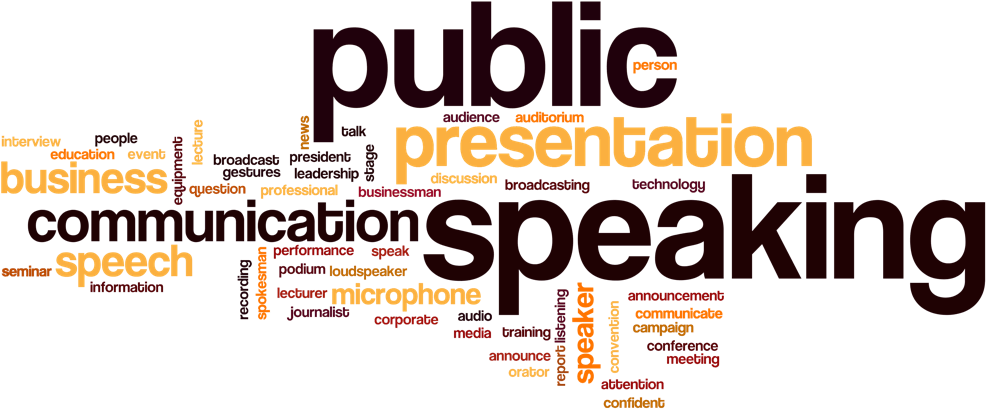 public
person
audience
auditorium
news
talk
presentation
interview
people
lecture
education
event
equipment
broadcast
president
stage
gestures
leadership
business
question
professional
businessman
discussion
broadcasting
technology
communication
speaking
performance
speak
speech
seminar
information
recording
spokesman
podium
loudspeaker
lecturer
microphone
journalist
corporate
audio
media
training
listening
announce
orator
report
speaker
convention
announcement
communicate
campaign
conference
meeting
attention
confident